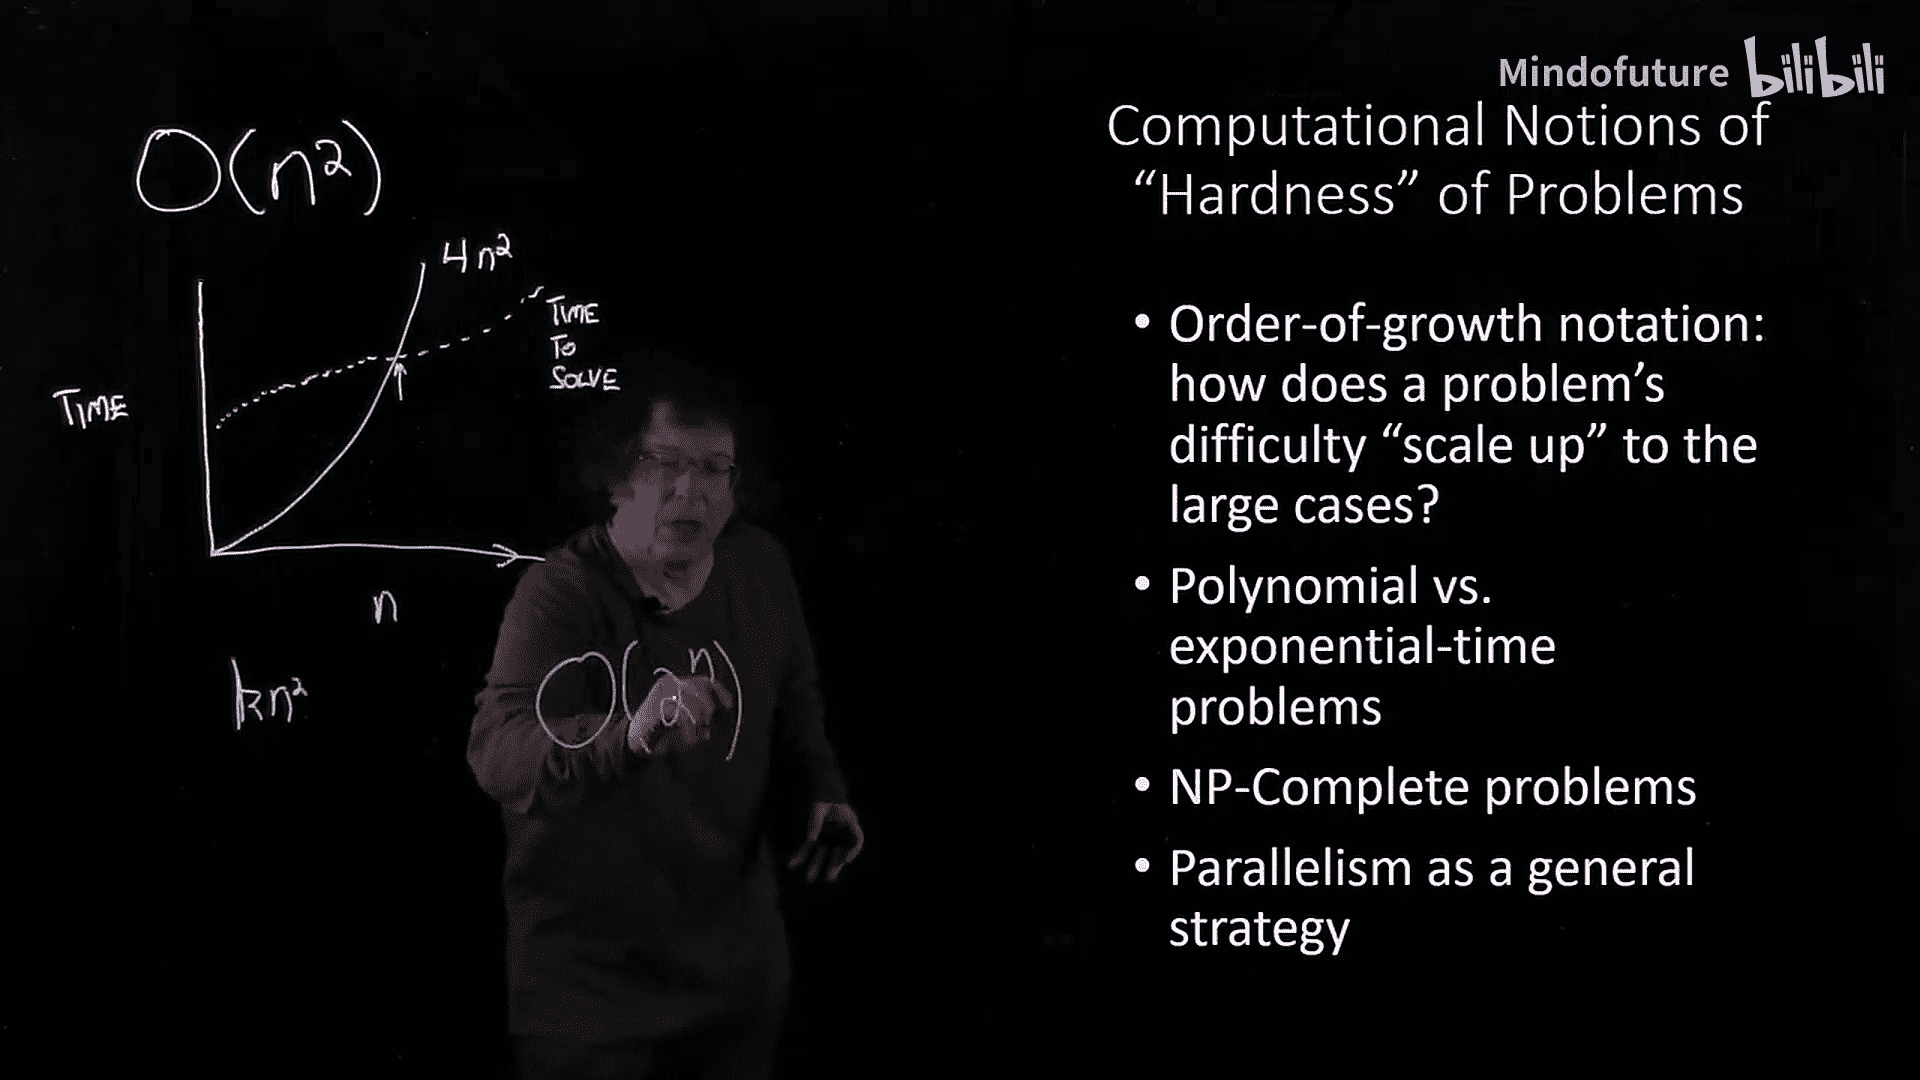 Mindofuture bilibili
Computational Notions of
“Hardness” of Problems
• Order-of-growth notation:
how does a problem’s
difficulty “scale up” to the
large cases?
• Polynomial vs.
exponential-time
problems
• NP-Complete problems
• Parallelism as a general
strategy
O(n²)
4n²
TIME
TO
SOLVE
TIME
n
kn²
O(2ⁿ)